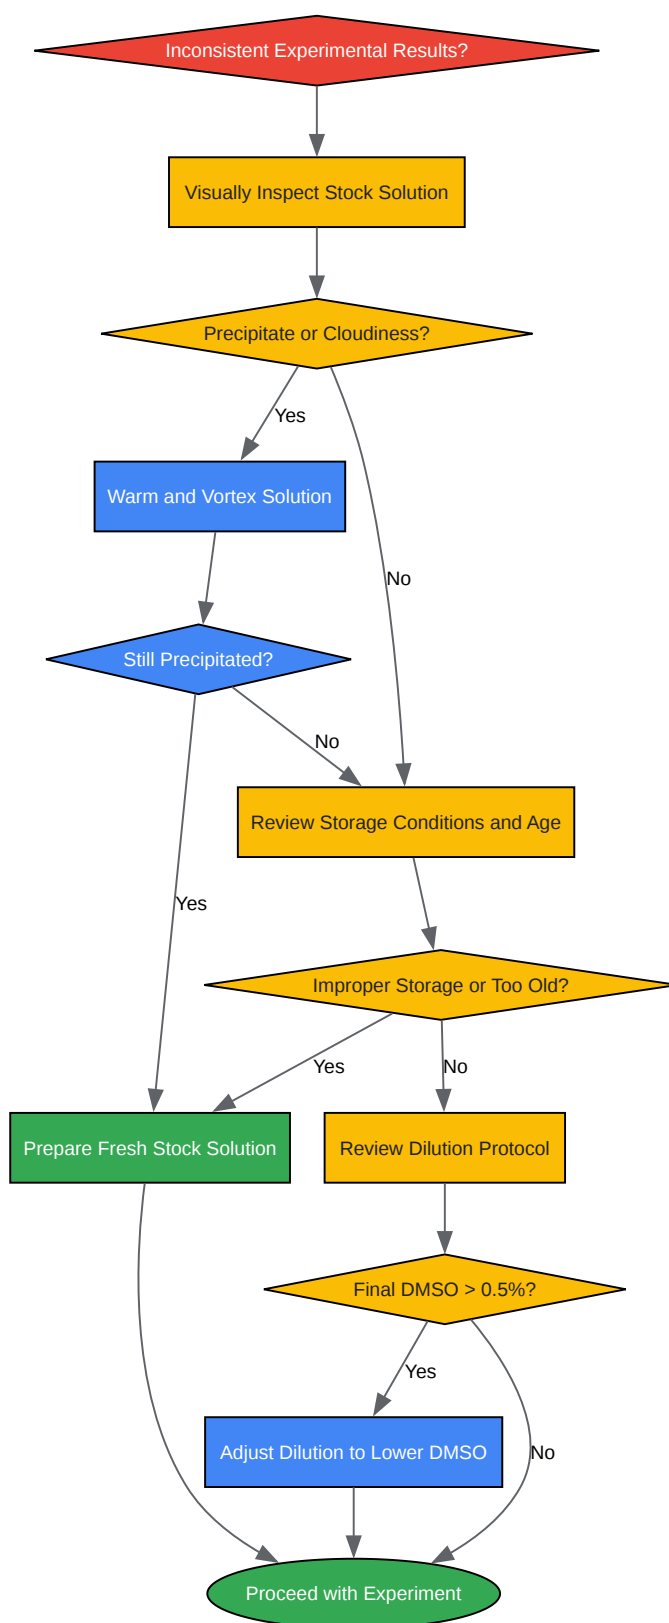 Inconsistent Experimental Results?
Visually Inspect Stock Solution
Precipitate or Cloudiness?
Yes
Warm and Vortex Solution
No
Still Precipitated?
No
Review Storage Conditions and Age
Yes
Improper Storage or Too Old?
Yes
No
Prepare Fresh Stock Solution
Review Dilution Protocol
Final DMSO > 0.5%?
Yes
Adjust Dilution to Lower DMSO
No
Proceed with Experiment